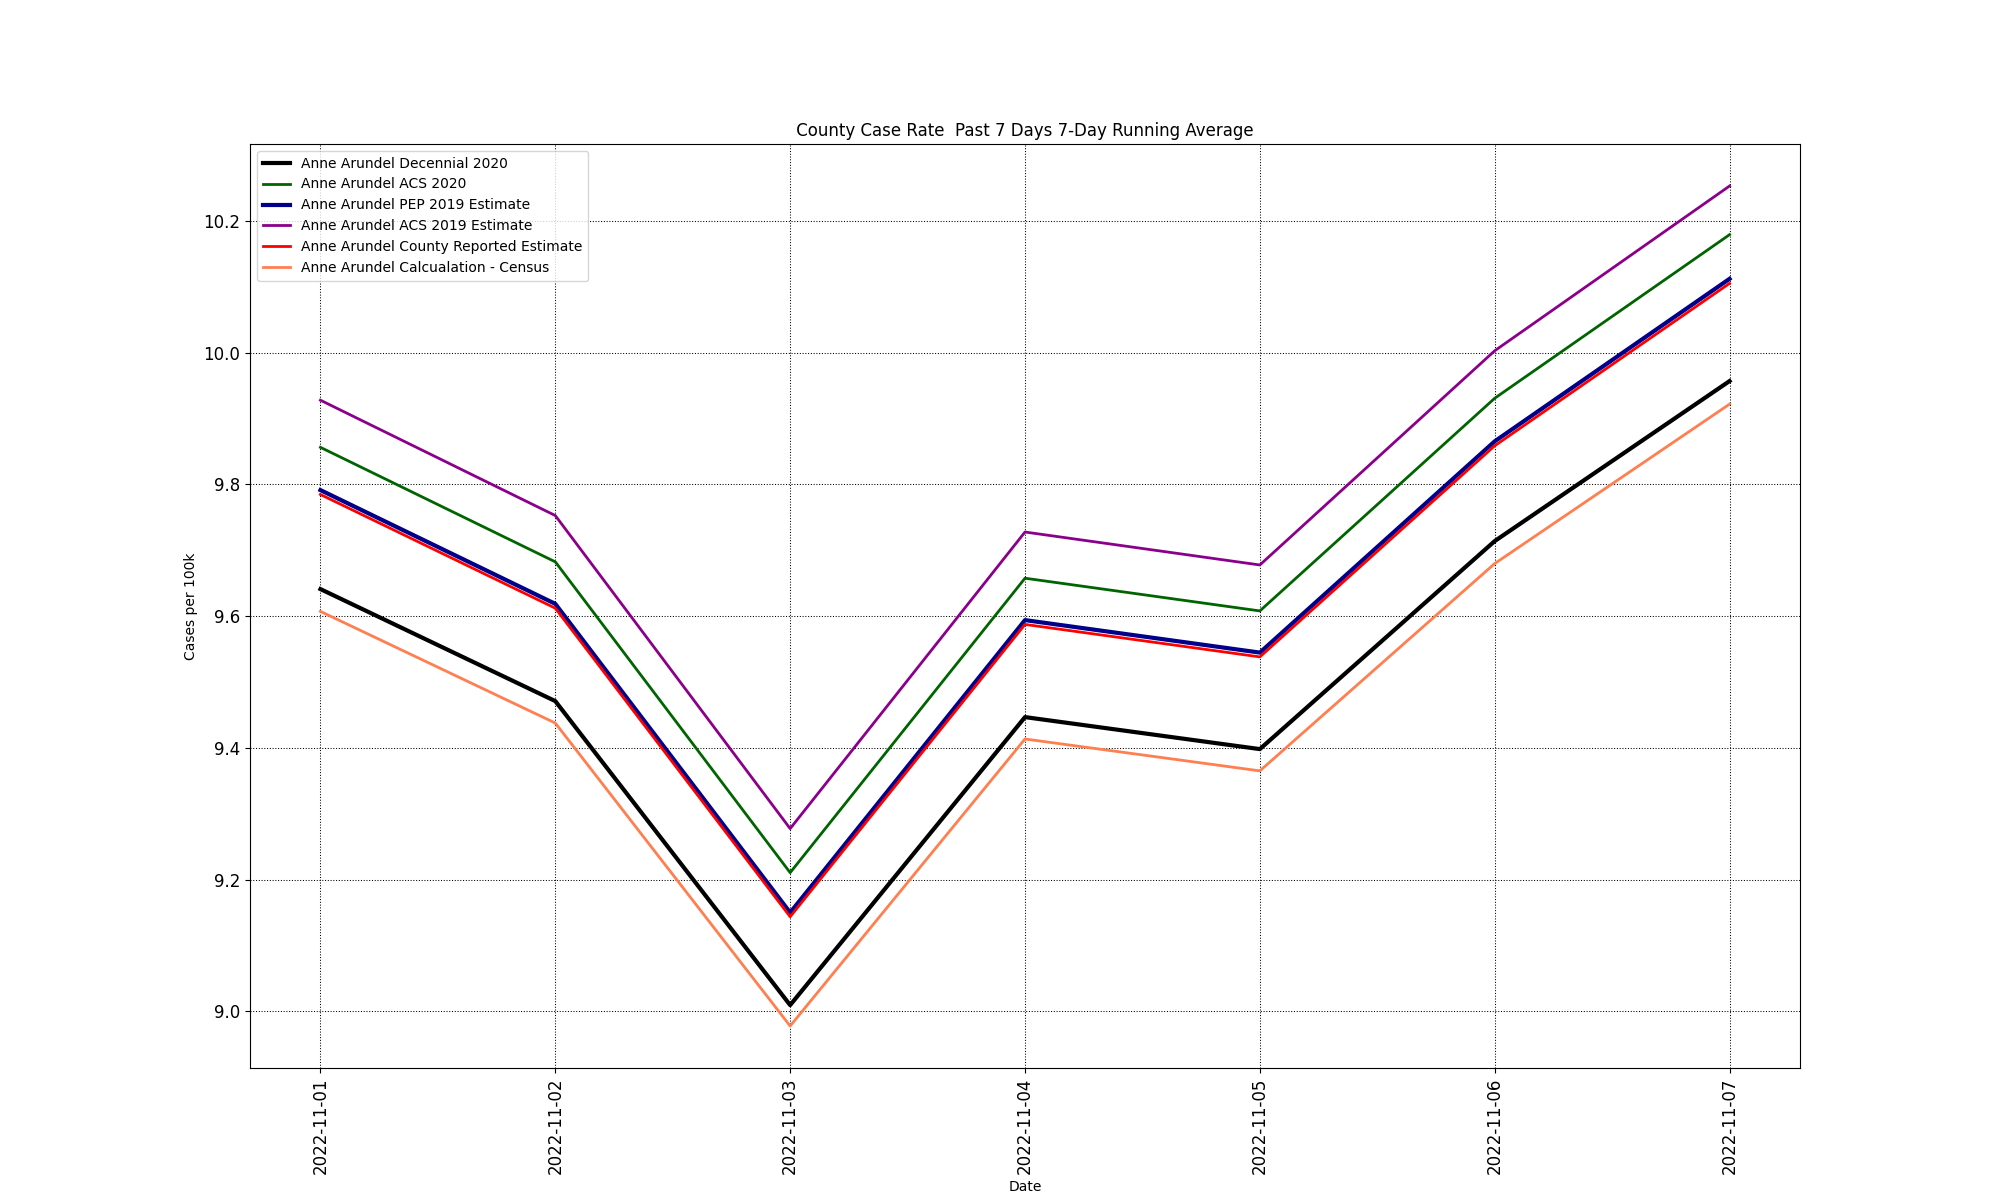 County Case Rate  Past 7 Days 7-Day Running Average
Anne Arundel Decennial 2020
Anne Arundel ACS 2020
Anne Arundel PEP 2019 Estimate
Anne Arundel ACS 2019 Estimate
Anne Arundel County Reported Estimate
Anne Arundel Calcualation - Census
10.2
10.0
9.8
9.6
9.4
9.2
9.0
Cases per 100k
2022-11-01
2022-11-02
2022-11-03
2022-11-04
2022-11-05
2022-11-06
2022-11-07
Date